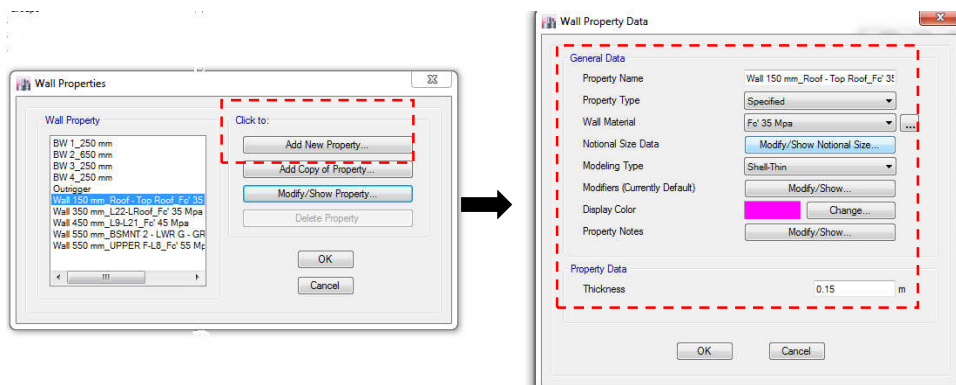 Wall Properties
Wall Property
BW 1_250 mm
BW 2_650 mm
BW 3_250 mm
BW 4_250 mm
Outrigger
Wall 150 mm_Roof - Top Roof_Fc' 35
Wall 350 mm_L22-LRoof_Fc' 35 Mpa
Wall 450 mm_L9-L21_Fc' 45 Mpa
Wall 550 mm_BSMNT 2 - LWR G - GR
Wall 550 mm_UPPER F-L8_Fc' 55 Mp
Click to:
Add New Property...
Add Copy of Property...
Modify/Show Property...
Delete Property
OK
Cancel
Wall Property Data
General Data
Property Name
Wall 150 mm_Roof - Top Roof_Fc' 35
Property Type
Specified
Wall Material
Fc' 35 Mpa
...
Notional Size Data
Modify/Show Notional Size...
Modeling Type
Shell-Thin
Modifiers (Currently Default)
Modify/Show...
Display Color
Change...
Property Notes
Modify/Show...
Property Data
Thickness
0.15
m
OK
Cancel